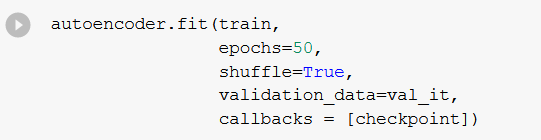 autoencoder.fit(train,
epochs=50,
shuffle=True,
validation_data=val_it,
callbacks = [checkpoint])